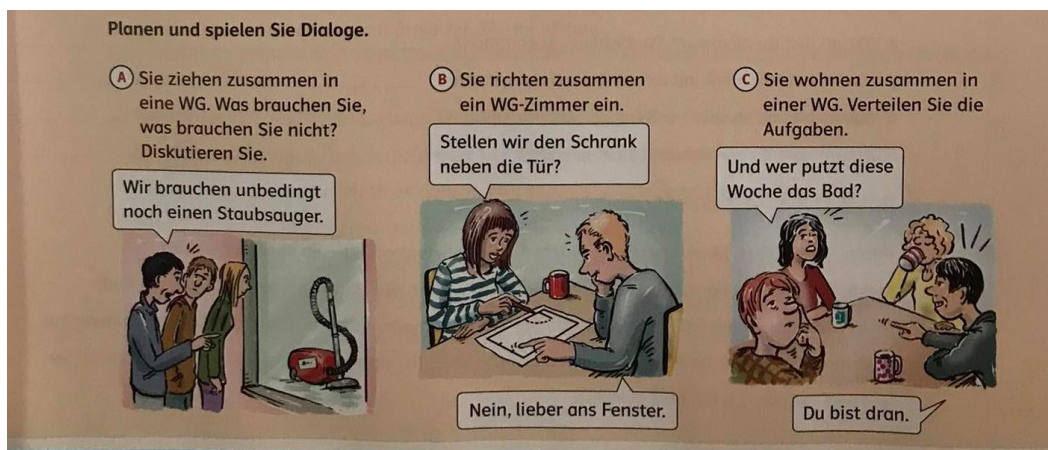 Planen und spielen Sie Dialoge.
A Sie ziehen zusammen in
eine WG. Was brauchen Sie,
was brauchen Sie nicht?
Diskutieren Sie.
Wir brauchen unbedingt
noch einen Staubsauger.
B Sie richten zusammen
ein WG-Zimmer ein.
Stellen wir den Schrank
neben die Tür?
Nein, lieber ans Fenster.
C Sie wohnen zusammen in
einer WG. Verteilen Sie die
Aufgaben.
Und wer putzt diese
Woche das Bad?
Du bist dran.